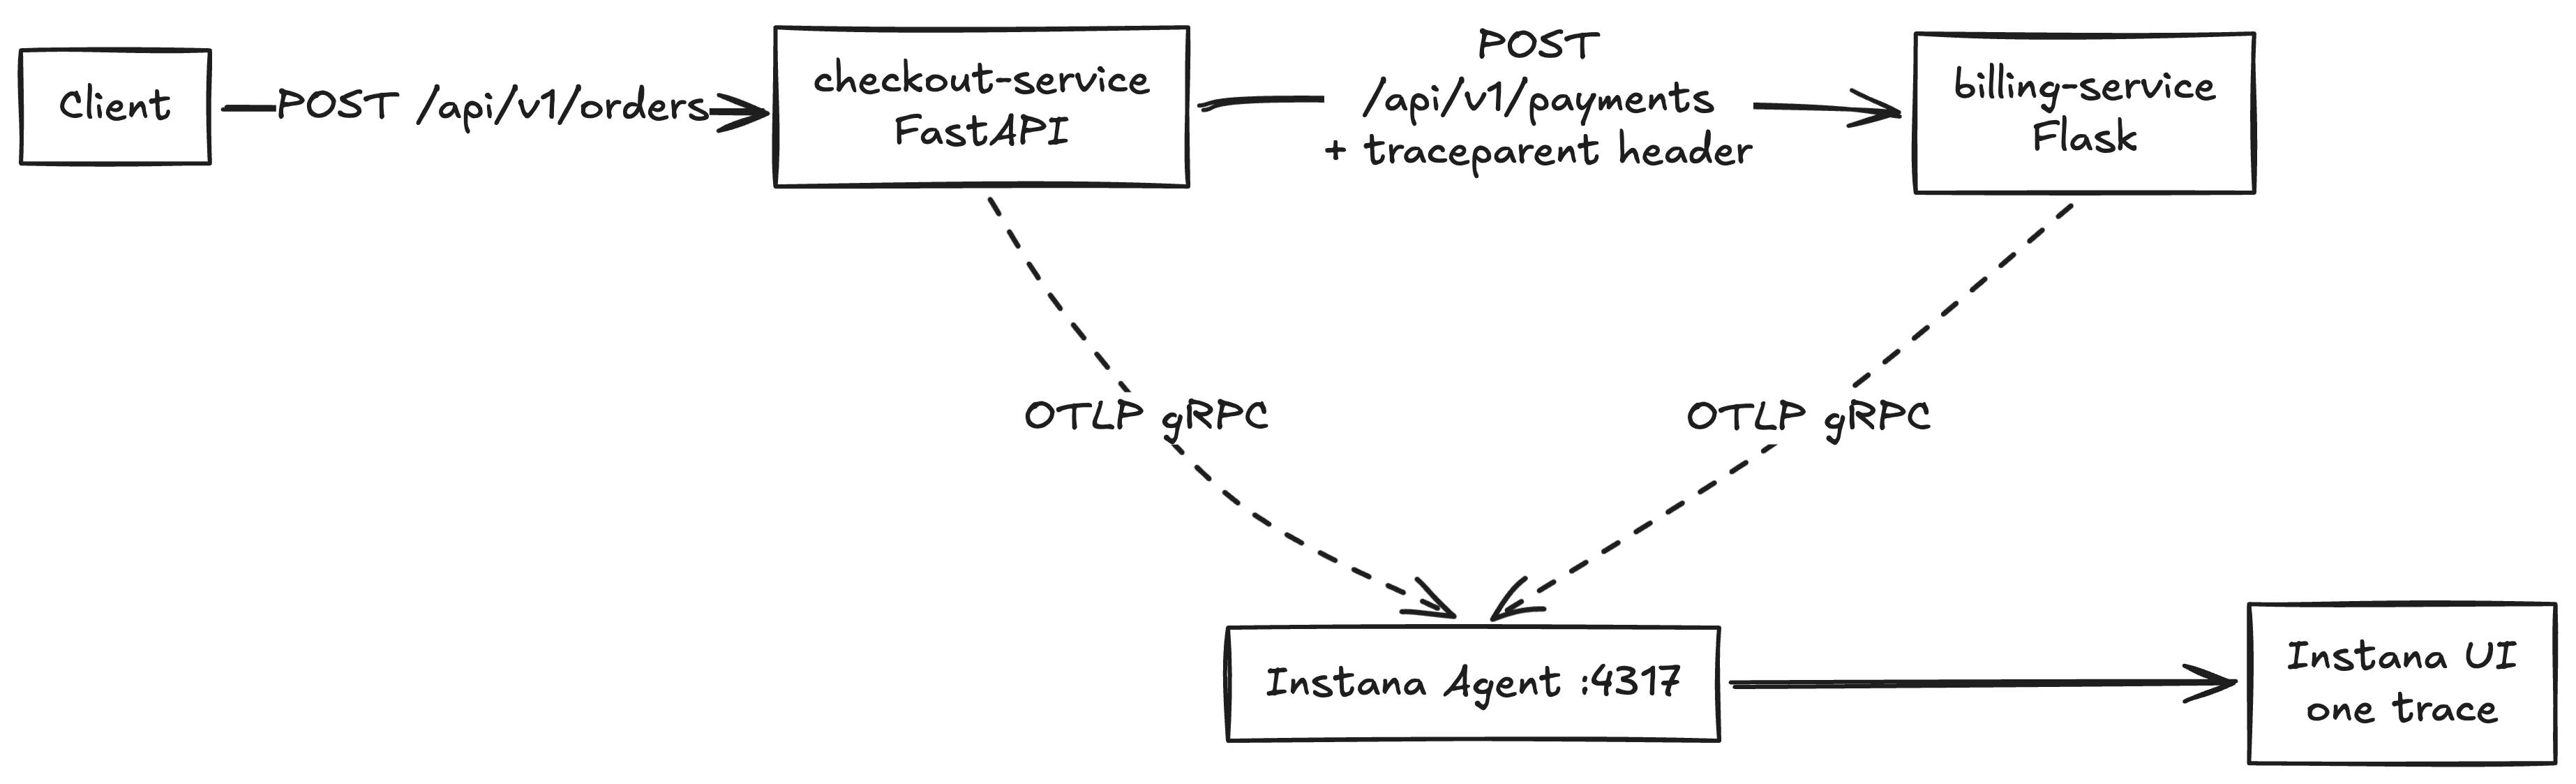 Client
POST /api/v1/orders
checkout-service
FastAPI
POST
/api/v1/payments
+ traceparent header
billing-service
Flask
OTLP gRPC
OTLP gRPC
Instana Agent :4317
Instana UI
one trace